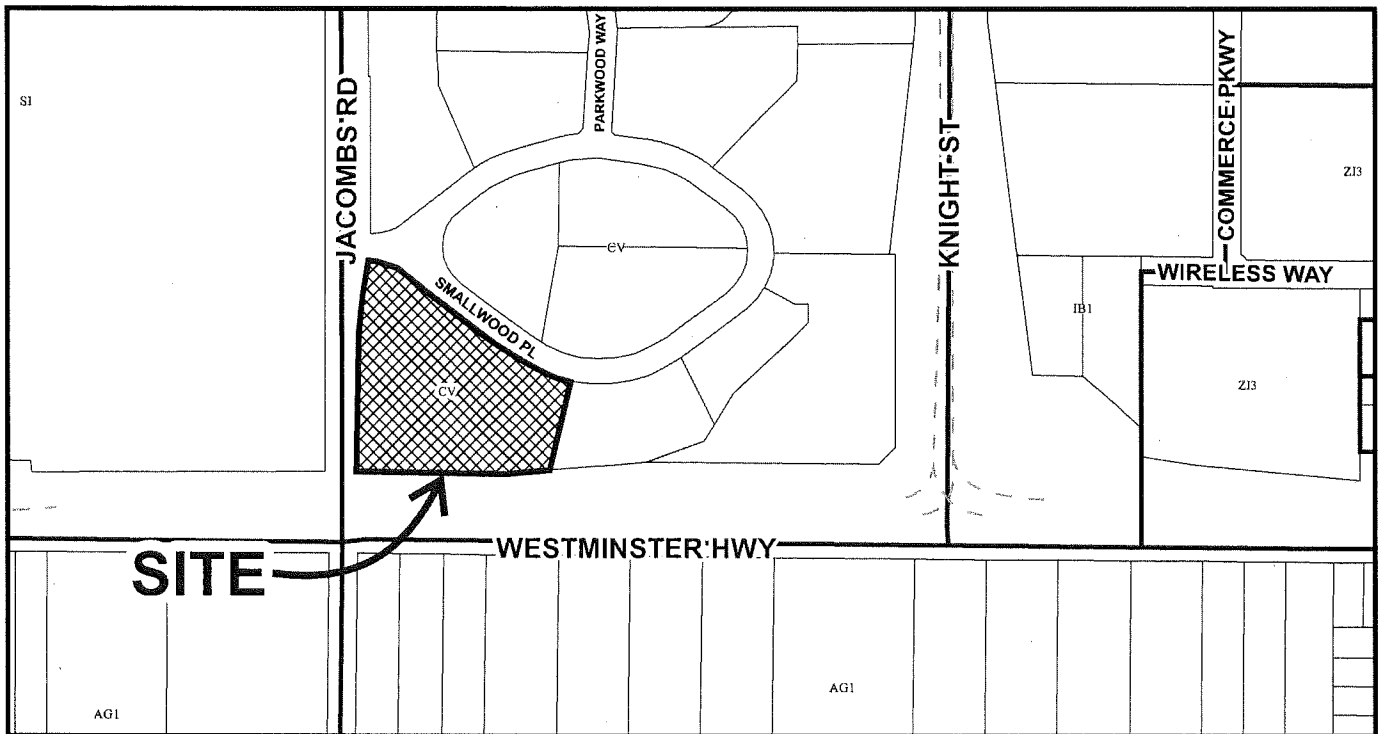 SI
JACOMBS RD
PARKWOOD WAY
KNIGHT ST
COMMERCE PKWY
ZI3
CV
WIRELESS WAY
SMALLWOOD PL
IB1
CV
ZI3
WESTMINSTER HWY
SITE
AG1
AG1